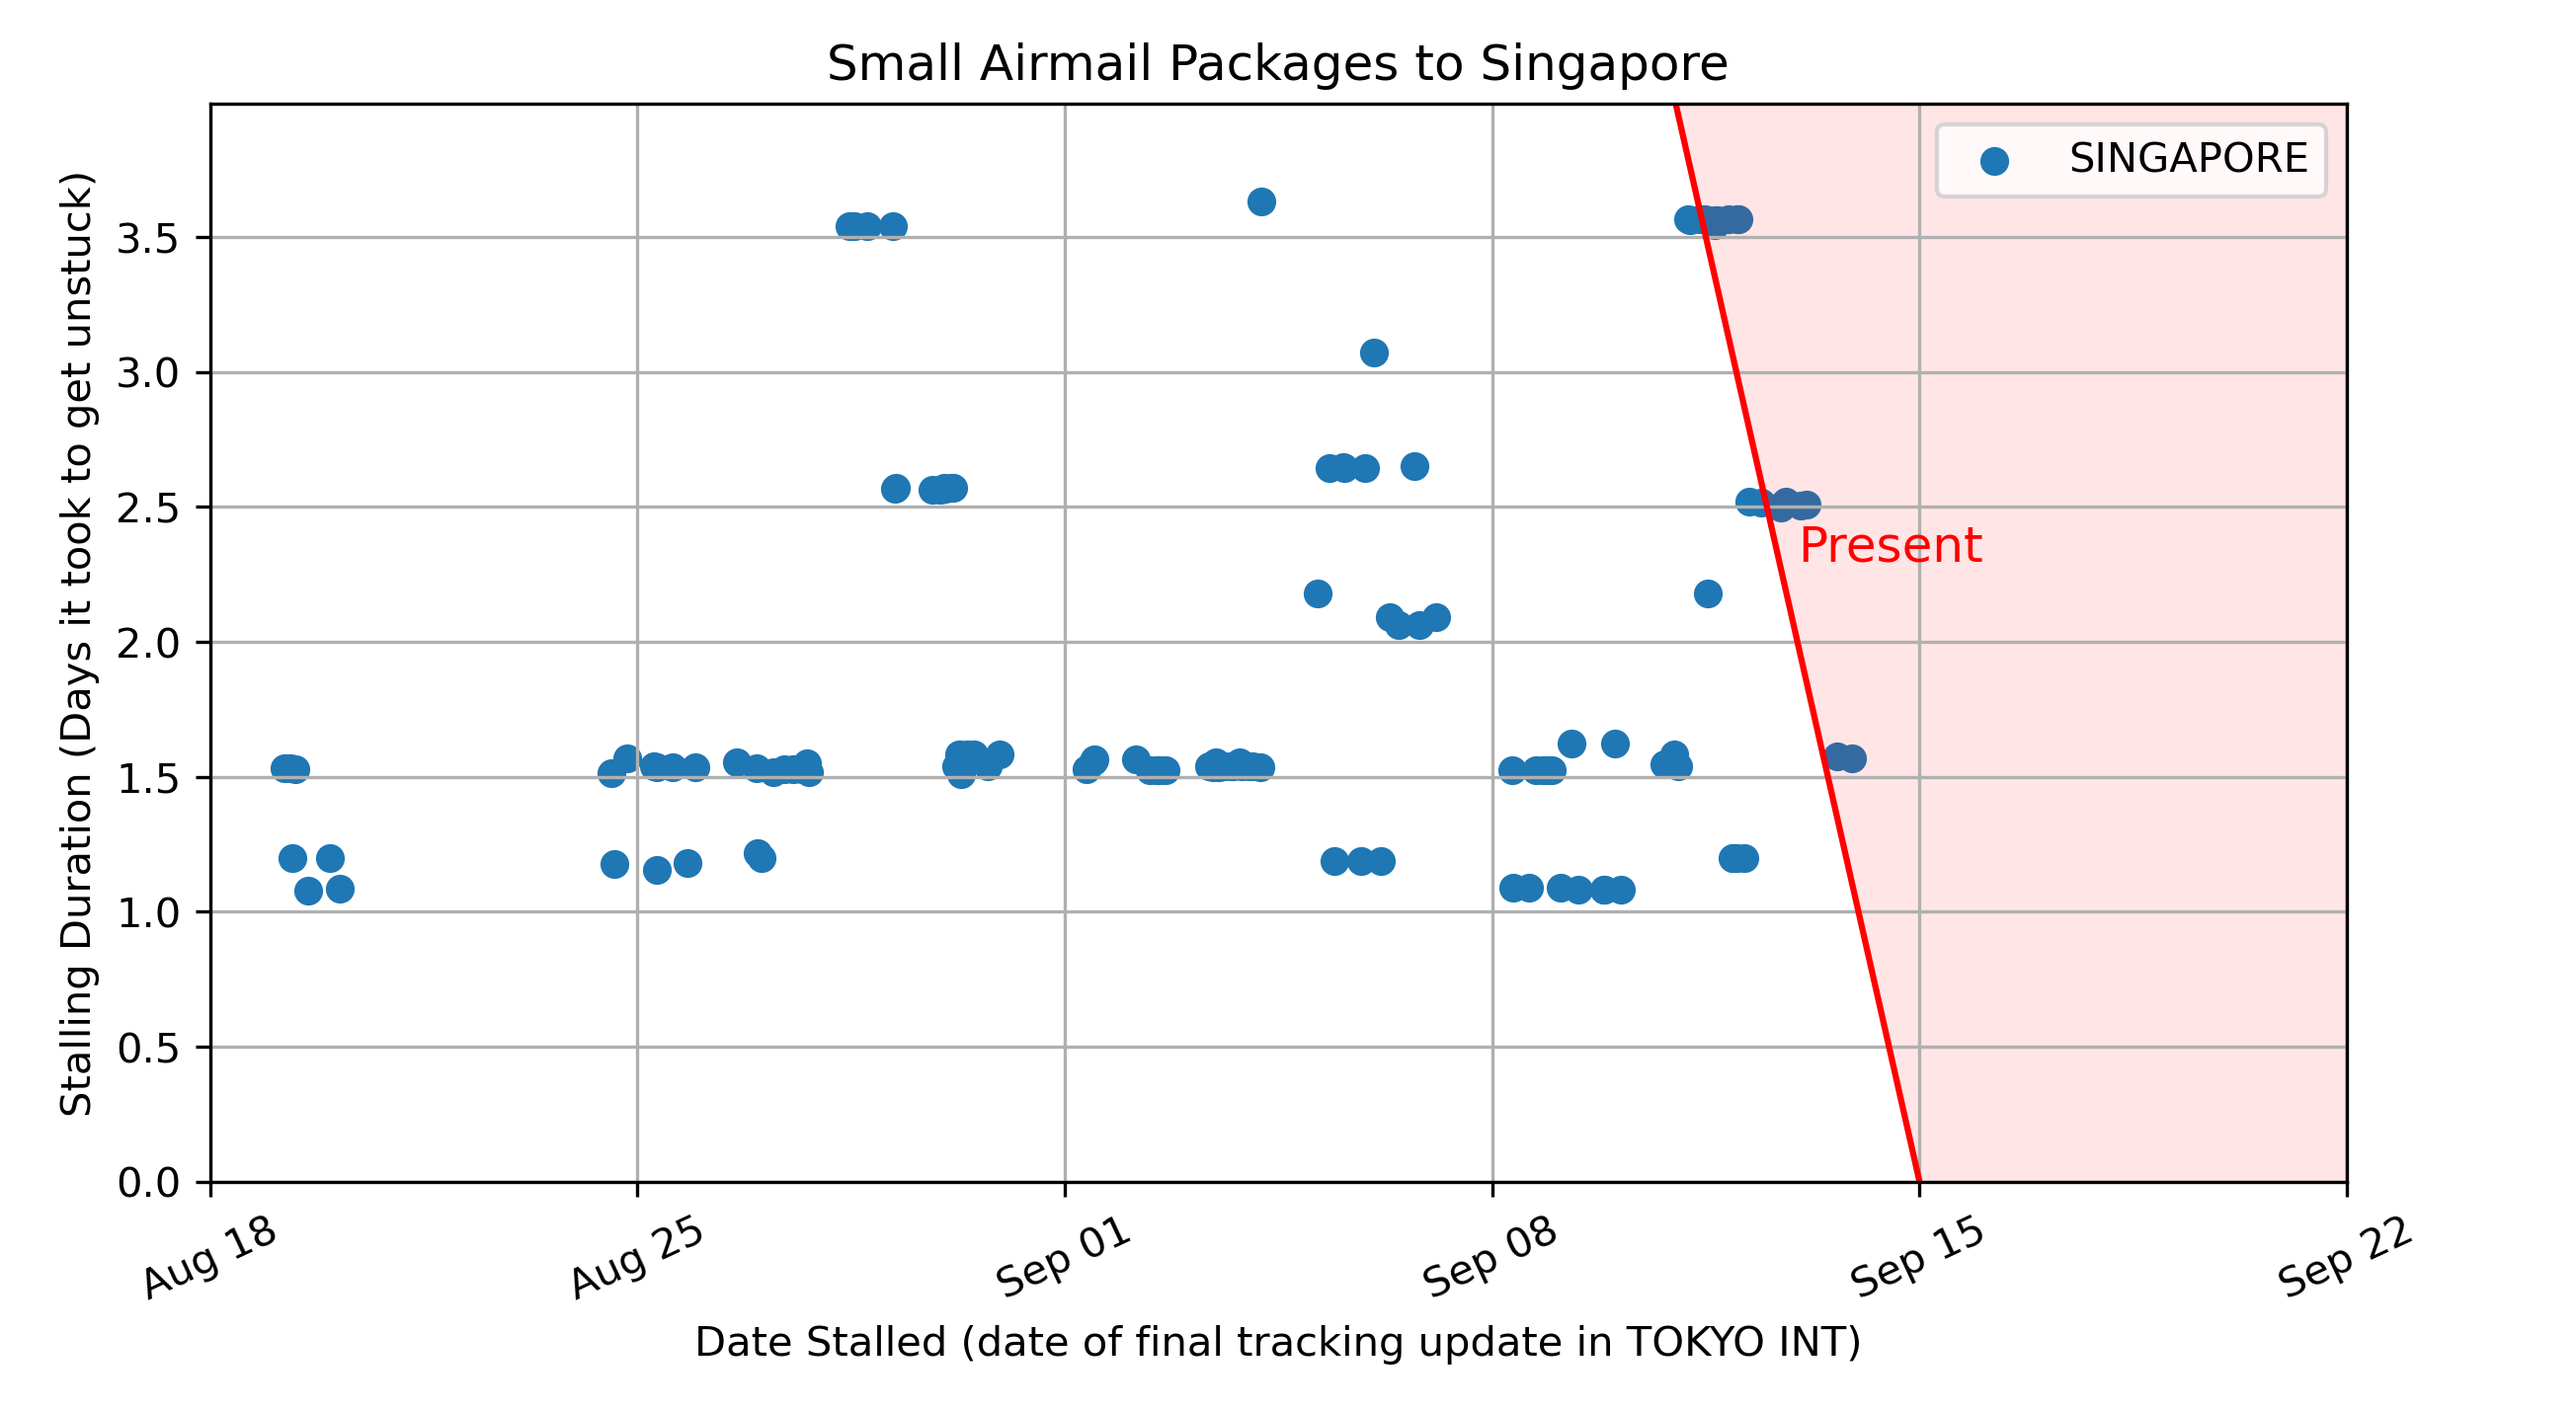 Small Airmail Packages to Singapore
SINGAPORE
Stalling Duration (Days it took to get unstuck)
3.5
3.0
2.5
2.0
1.5
1.0
0.5
0.0
Present
Aug 18
Aug 25
Sep 01
Sep 08
Sep 15
Sep 22
Date Stalled (date of final tracking update in TOKYO INT)